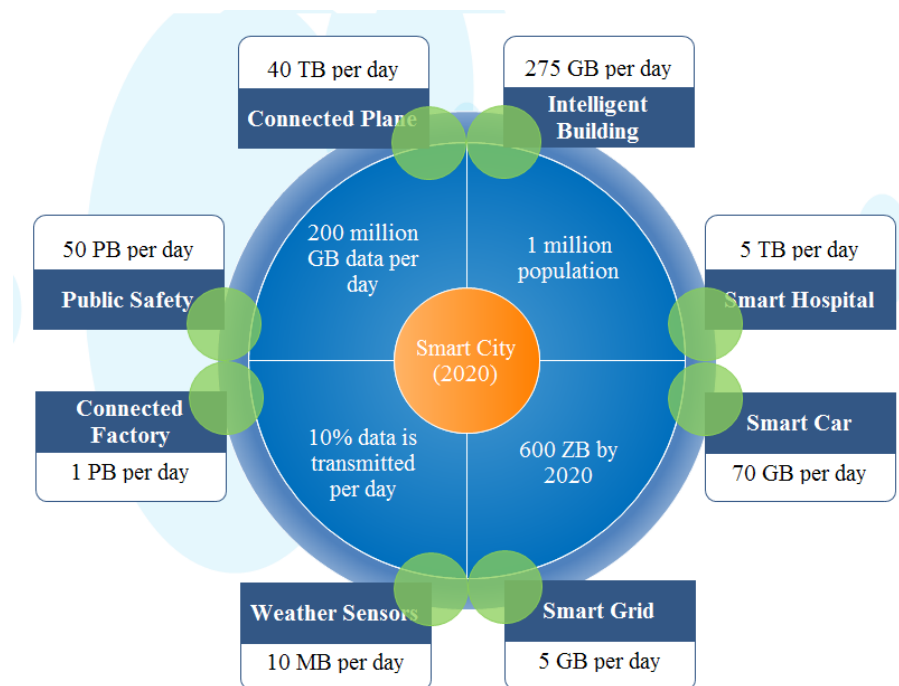 40 TB per day
Connected Plane
275 GB per day
Intelligent
Building
50 PB per day
Public Safety
200 million
GB data per
day
1 million
population
5 TB per day
Smart Hospital
Smart City
(2020)
Connected
Factory
1 PB per day
10% data is
transmitted
per day
600 ZB by
2020
Smart Car
70 GB per day
Weather Sensors
10 MB per day
Smart Grid
5 GB per day